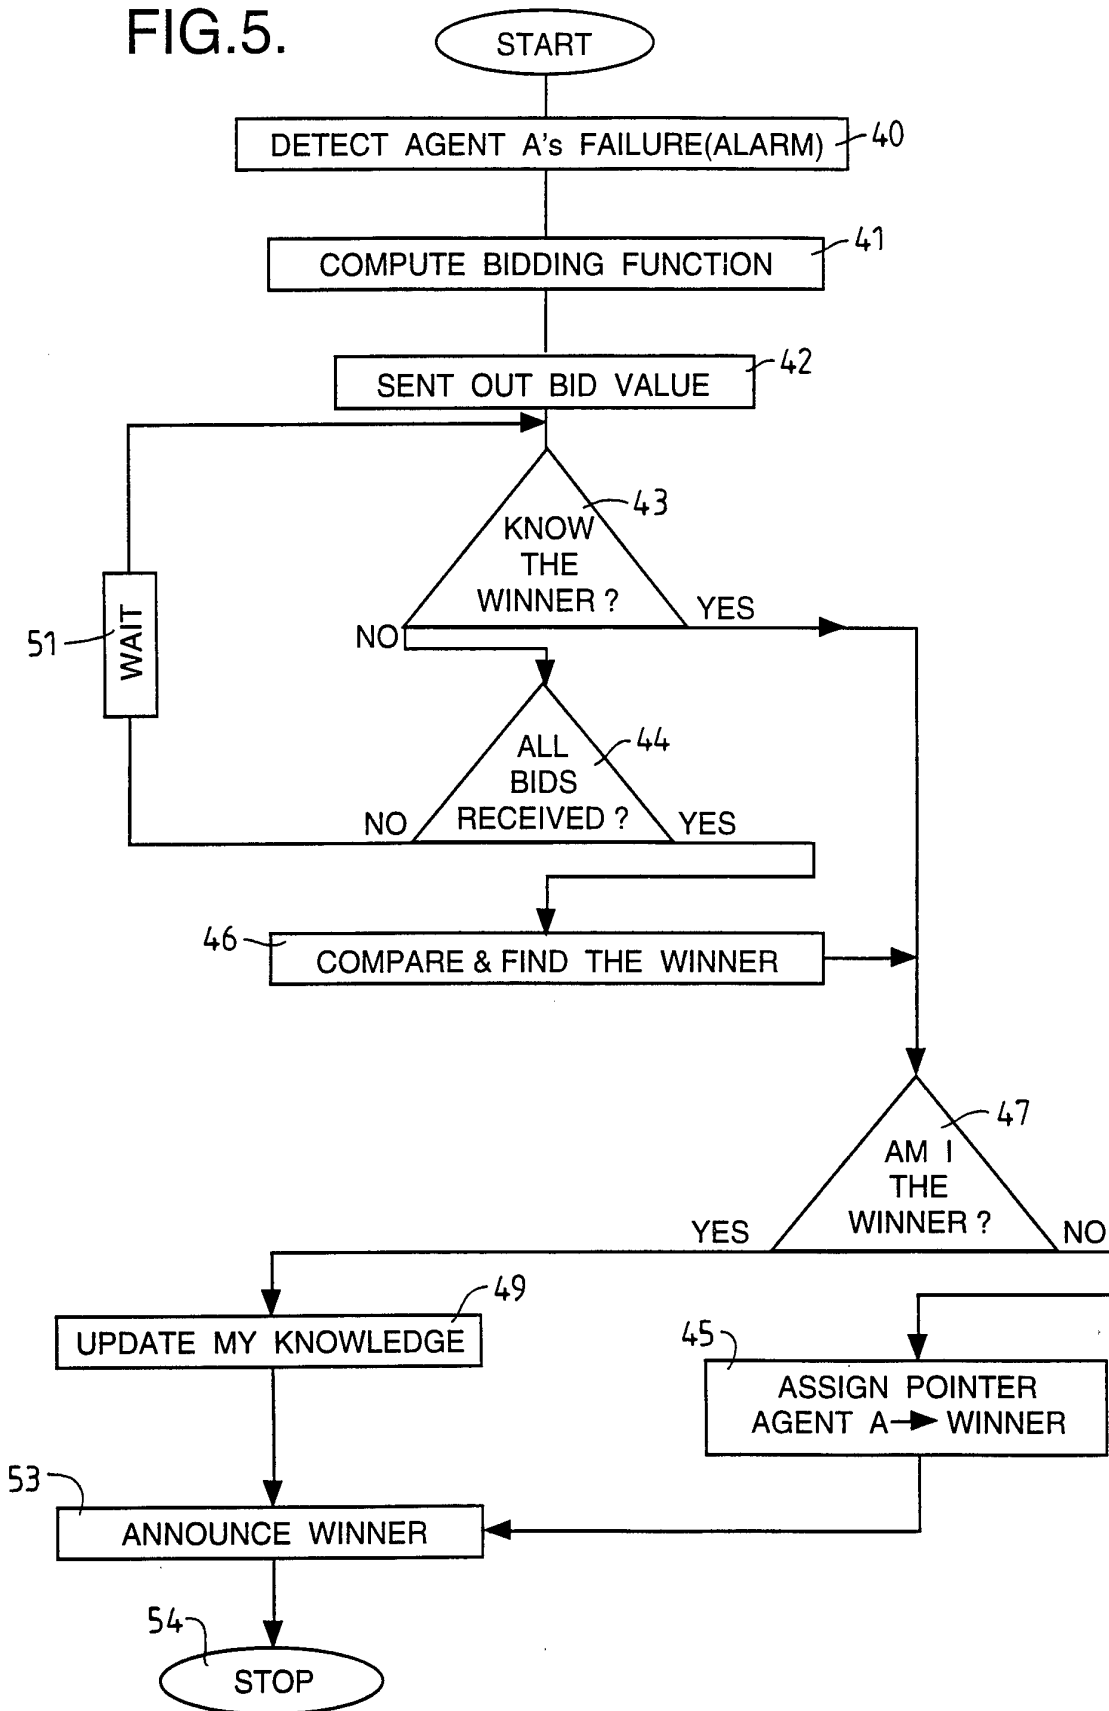 FIG.5.
START
DETECT AGENT A's FAILURE(ALARM)
40
COMPUTE BIDDING FUNCTION
41
SENT OUT BID VALUE
42
KNOW
THE
WINNER ?
43
NO
YES
WAIT
51
ALL
BIDS
RECEIVED ?
44
NO
YES
46
COMPARE & FIND THE WINNER
AM I
THE
WINNER ?
47
YES
NO
49
UPDATE MY KNOWLEDGE
45
ASSIGN POINTER
AGENT A → WINNER
53
ANNOUNCE WINNER
54
STOP